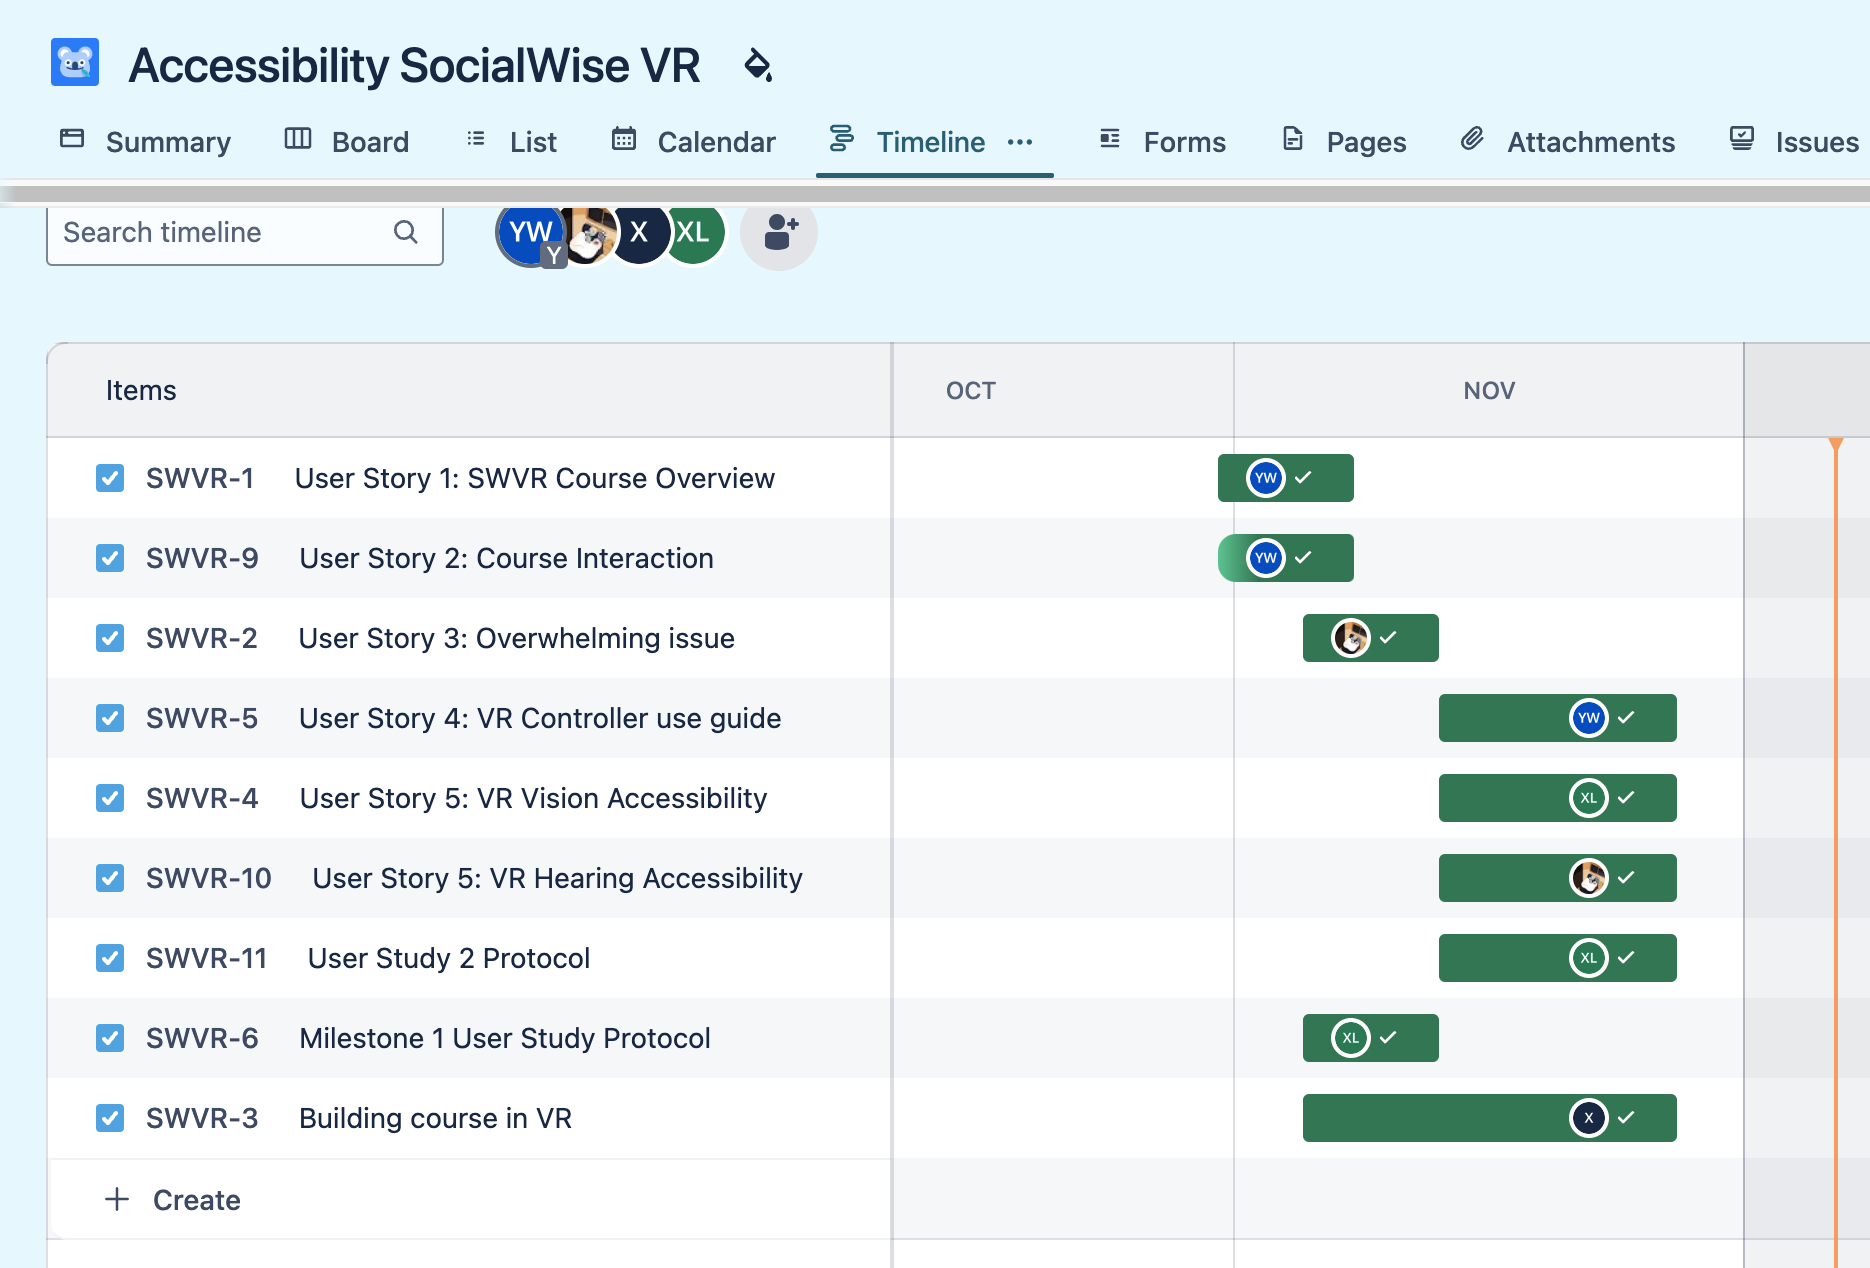 Accessibility SocialWise VR
Summary Board List Calendar Timeline Forms Pages Attachments Issues
Search timeline YW Y X XL
Items OCT NOV
SWVR-1 User Story 1: SWVR Course Overview YW
SWVR-9 User Story 2: Course Interaction YW
SWVR-2 User Story 3: Overwhelming issue
SWVR-5 User Story 4: VR Controller use guide YW
SWVR-4 User Story 5: VR Vision Accessibility XL
SWVR-10 User Story 5: VR Hearing Accessibility
SWVR-11 User Study 2 Protocol XL
SWVR-6 Milestone 1 User Study Protocol XL
SWVR-3 Building course in VR X
Create